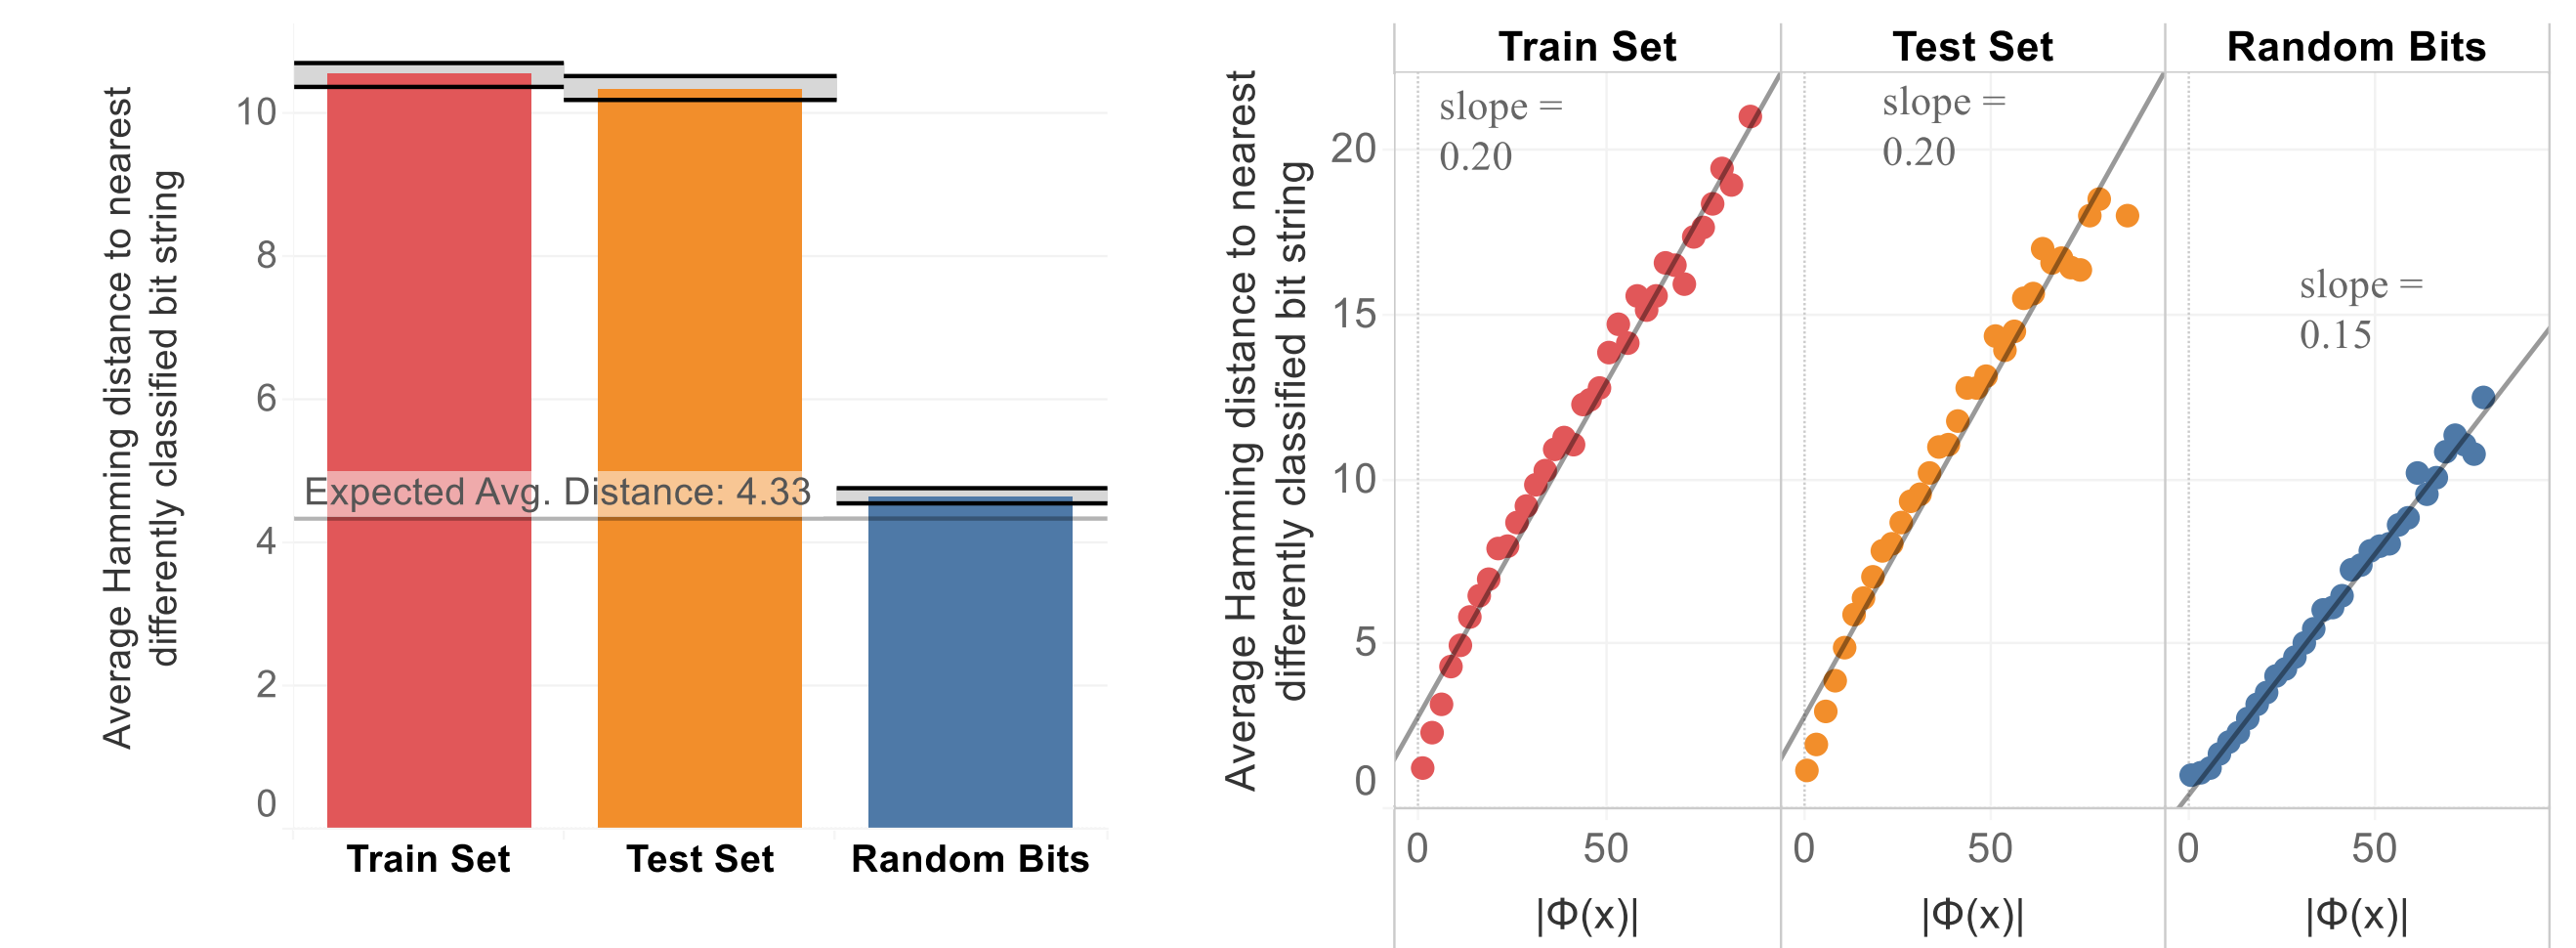 Average Hamming distance to nearest
differently classified bit string
10
8
6
4
2
0
Expected Avg. Distance: 4.33
Train Set
Test Set
Random Bits
Average Hamming distance to nearest
differently classified bit string
20
15
10
5
0
Train Set
Test Set
Random Bits
slope =
0.20
slope =
0.20
slope =
0.15
0
50
0
50
0
50
|Φ(x)|
|Φ(x)|
|Φ(x)|